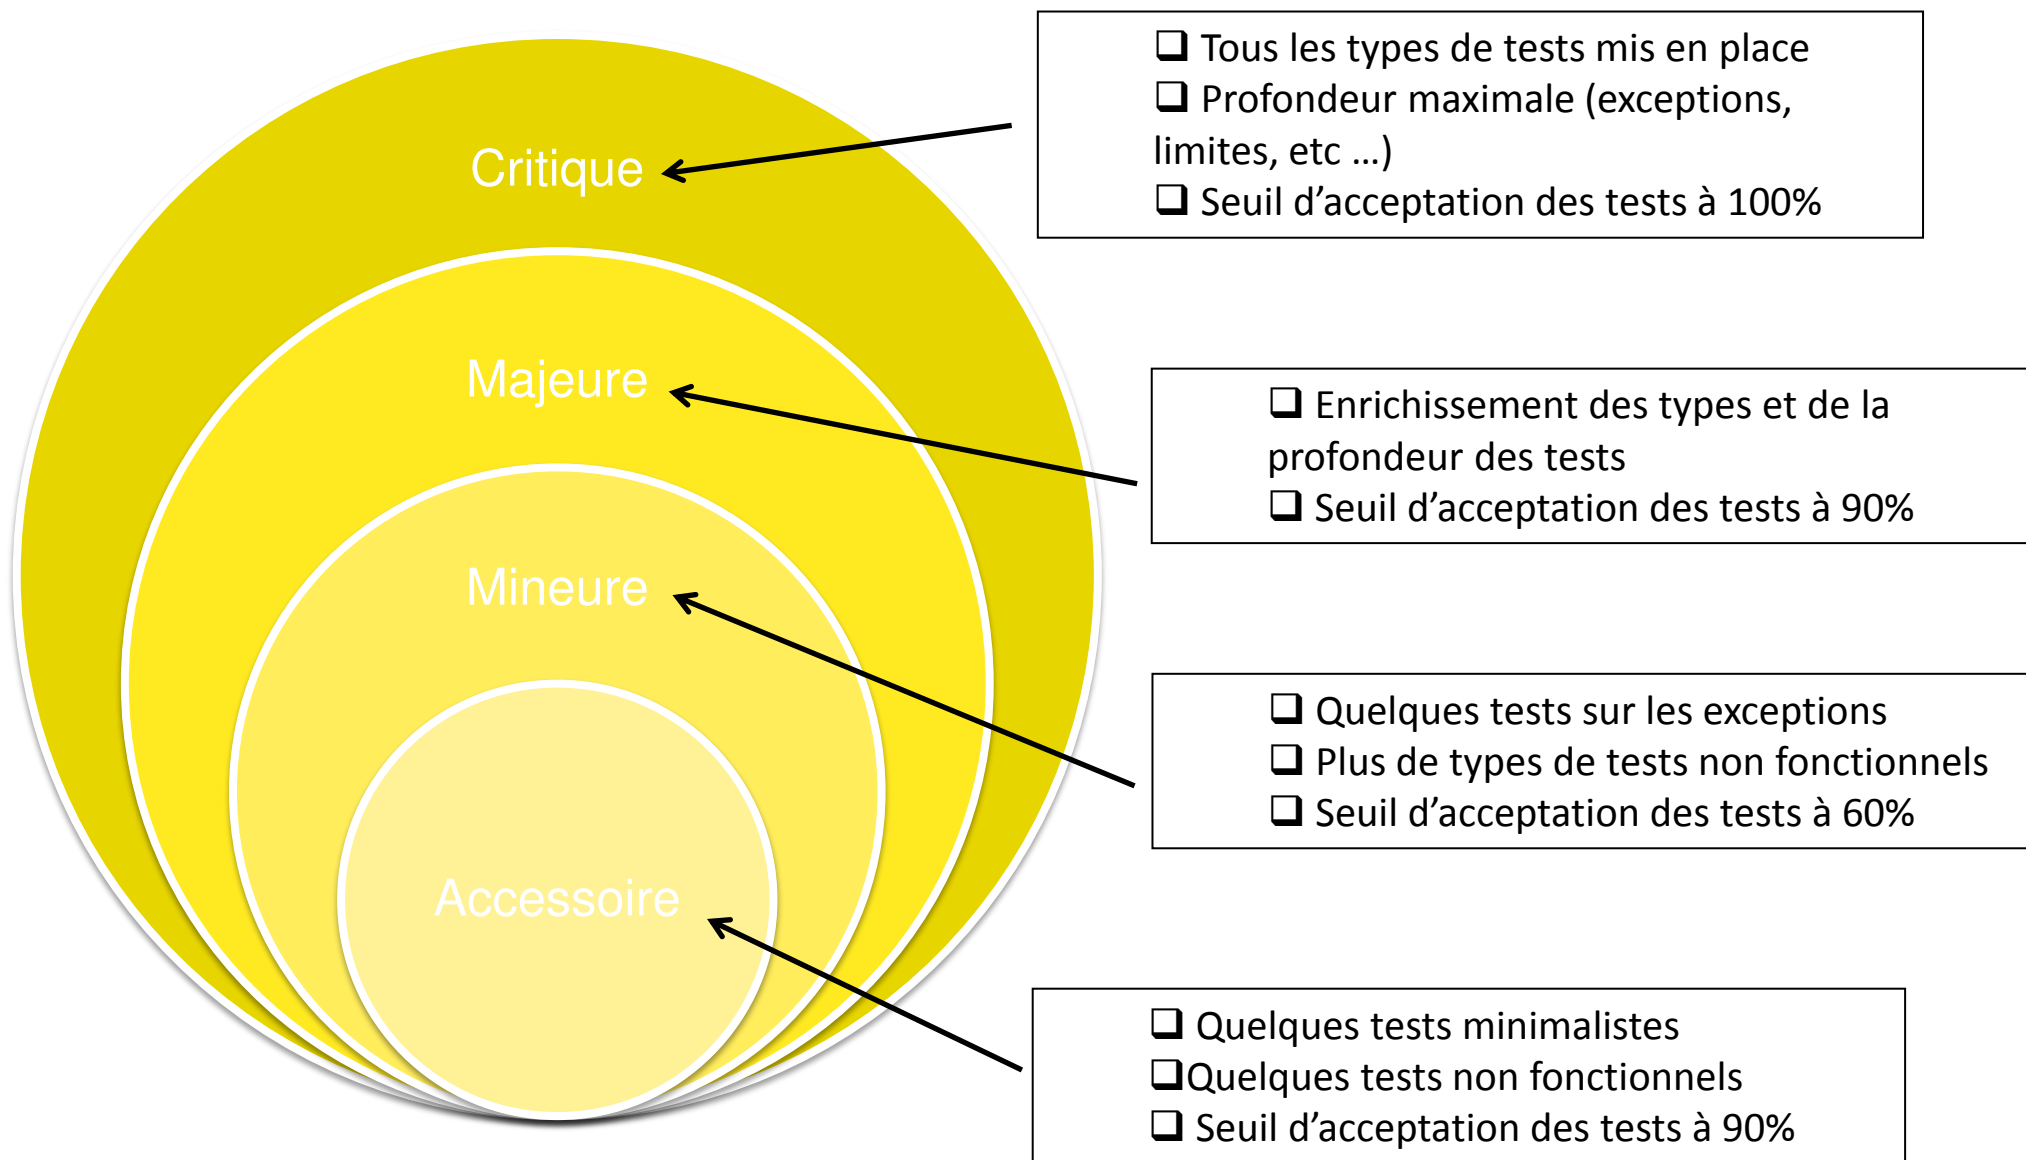 Critique
❑ Tous les types de tests mis en place
❑ Profondeur maximale (exceptions,
limites, etc …)
❑ Seuil d’acceptation des tests à 100%
Majeure
❑ Enrichissement des types et de la
profondeur des tests
❑ Seuil d’acceptation des tests à 90%
Mineure
❑ Quelques tests sur les exceptions
❑ Plus de types de tests non fonctionnels
❑ Seuil d’acceptation des tests à 60%
Accessoire
❑ Quelques tests minimalistes
❑Quelques tests non fonctionnels
❑ Seuil d’acceptation des tests à 90%